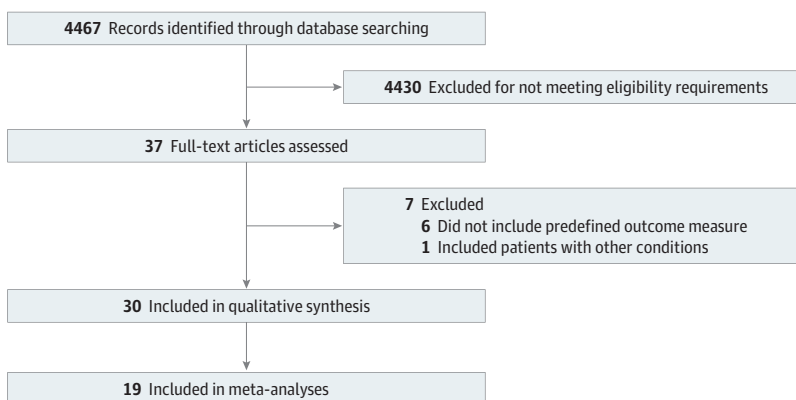 4467 Records identified through database searching
4430 Excluded for not meeting eligibility requirements
37 Full-text articles assessed
7 Excluded
6 Did not include predefined outcome measure
1 Included patients with other conditions
30 Included in qualitative synthesis
19 Included in meta-analyses